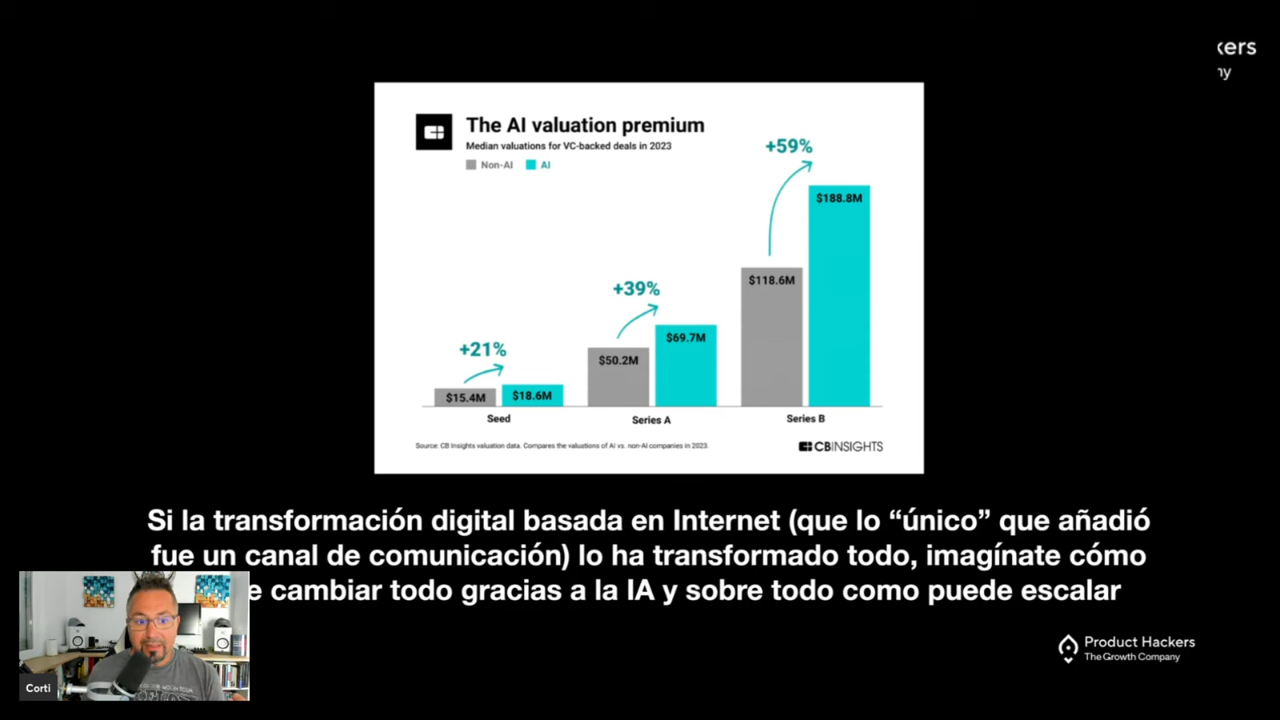 kers
ny
The AI valuation premium
Median valuations for VC-backed deals in 2023
Non-AI AI
+59%
$188.8M
$118.6M
+39%
$69.7M
$50.2M
+21%
$15.4M $18.6M
Seed Series A Series B
Source: CB Insights valuation data. Compares the valuations of AI vs. non-AI companies in 2023.
CBINSIGHTS
Si la transformación digital basada en Internet (que lo “único” que añadió
fue un canal de comunicación) lo ha transformado todo, imagínate cómo
e cambiar todo gracias a la IA y sobre todo como puede escalar
Product Hackers
The Growth Company
Corti